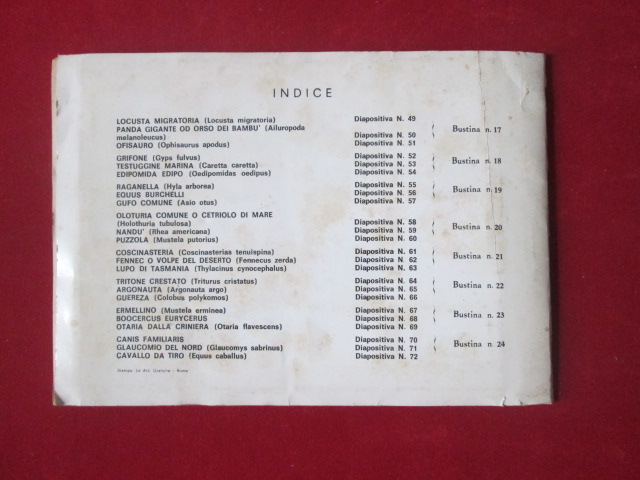 INDICE
LOCUSTA MIGRATORIA (Locusta migratoria) Diapositiva N. 49
PANDA GIGANTE OD ORSO DEI BAMBU' (Ailuropoda
melanoleucus) Diapositiva N. 50 Bustina n. 17
OFISAURO (Ophisaurus apodus) Diapositiva N. 51
GRIFONE (Gyps fulvus) Diapositiva N. 52
TESTUGGINE MARINA (Caretta caretta) Diapositiva N. 53 Bustina n. 18
EDIPOMIDA EDIPO (Oedipomidas oedipus) Diapositiva N. 54
RAGANELLA (Hyla arborea) Diapositiva N. 55
EQUUS BURCHELLI Diapositiva N. 56 Bustina n. 19
GUFO COMUNE (Asio otus) Diapositiva N. 57
OLOTURIA COMUNE O CETRIOLO DI MARE
(Holothuria tubulosa) Diapositiva N. 58
NANDU' (Rhea americana) Diapositiva N. 59 Bustina n. 20
PUZZOLA (Mustela putorius) Diapositiva N. 60
COSCINASTERIA (Coscinasterias tenuispina) Diapositiva N. 61
FENNEC O VOLPE DEL DESERTO (Fennecus zerda) Diapositiva N. 62 Bustina n. 21
LUPO DI TASMANIA (Thylacinus cynocephalus) Diapositiva N. 63
TRITONE CRESTATO (Triturus cristatus) Diapositiva N. 64
ARGONAUTA (Argonauta argo) Diapositiva N. 65 Bustina n. 22
GUEREZA (Colobus polykomos) Diapositiva N. 66
ERMELLINO (Mustela erminea) Diapositiva N. 67
BOOCERCUS EURYCERUS Diapositiva N. 68 Bustina n. 23
OTARIA DALLA CRINIERA (Otaria flavescens) Diapositiva N. 69
CANIS FAMILIARIS Diapositiva N. 70
GLAUCOMIO DEL NORD (Glaucomys sabrinus) Diapositiva N. 71 Bustina n. 24
CAVALLO DA TIRO (Equus caballus) Diapositiva N. 72
Stampa Le Arti Grafiche - Roma